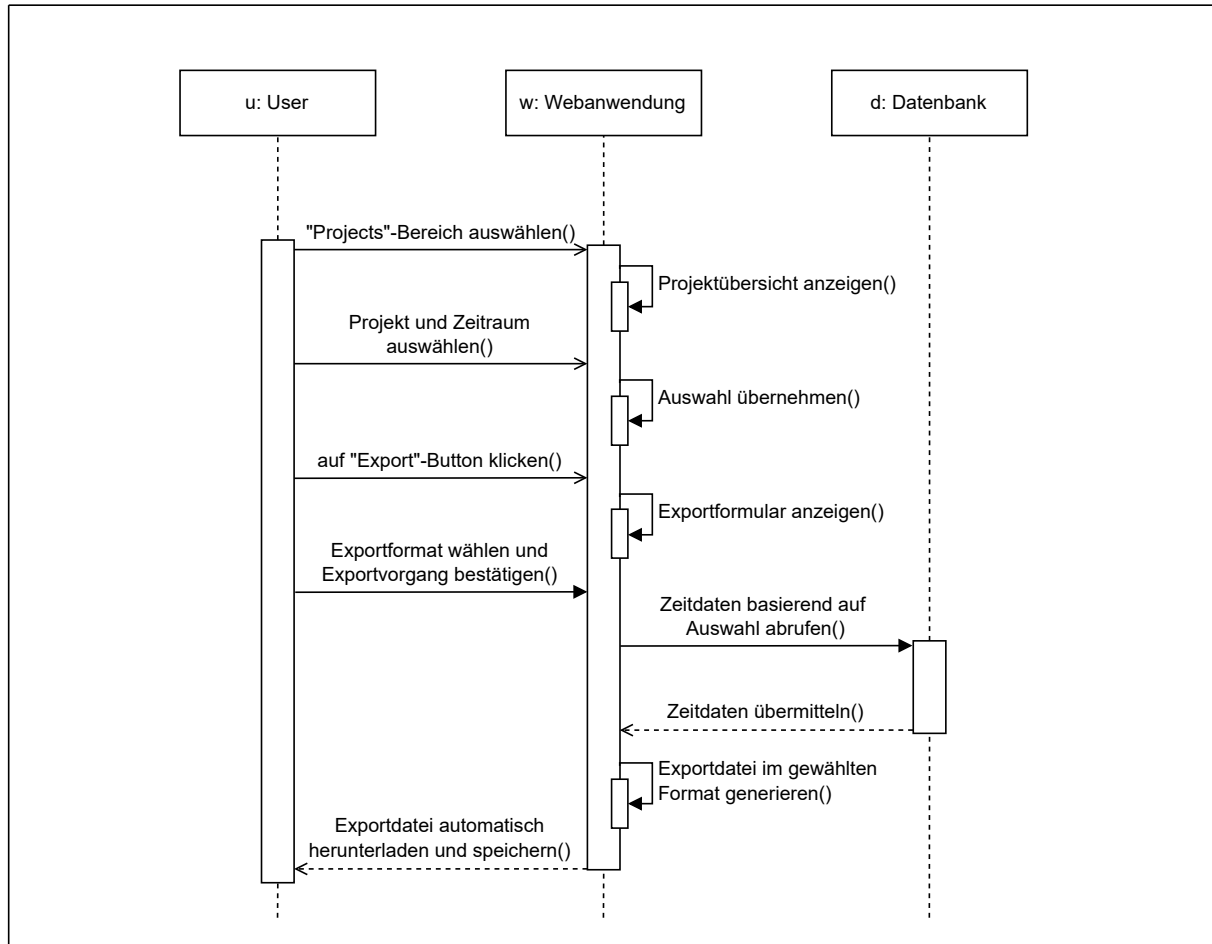 u: User
w: Webanwendung
d: Datenbank
"Projects"-Bereich auswählen()
Projektübersicht anzeigen()
Projekt und Zeitraum
auswählen()
Auswahl übernehmen()
auf "Export"-Button klicken()
Exportformular anzeigen()
Exportformat wählen und
Exportvorgang bestätigen()
Zeitdaten basierend auf
Auswahl abrufen()
Zeitdaten übermitteln()
Exportdatei im gewählten
Format generieren()
Exportdatei automatisch
herunterladen und speichern()